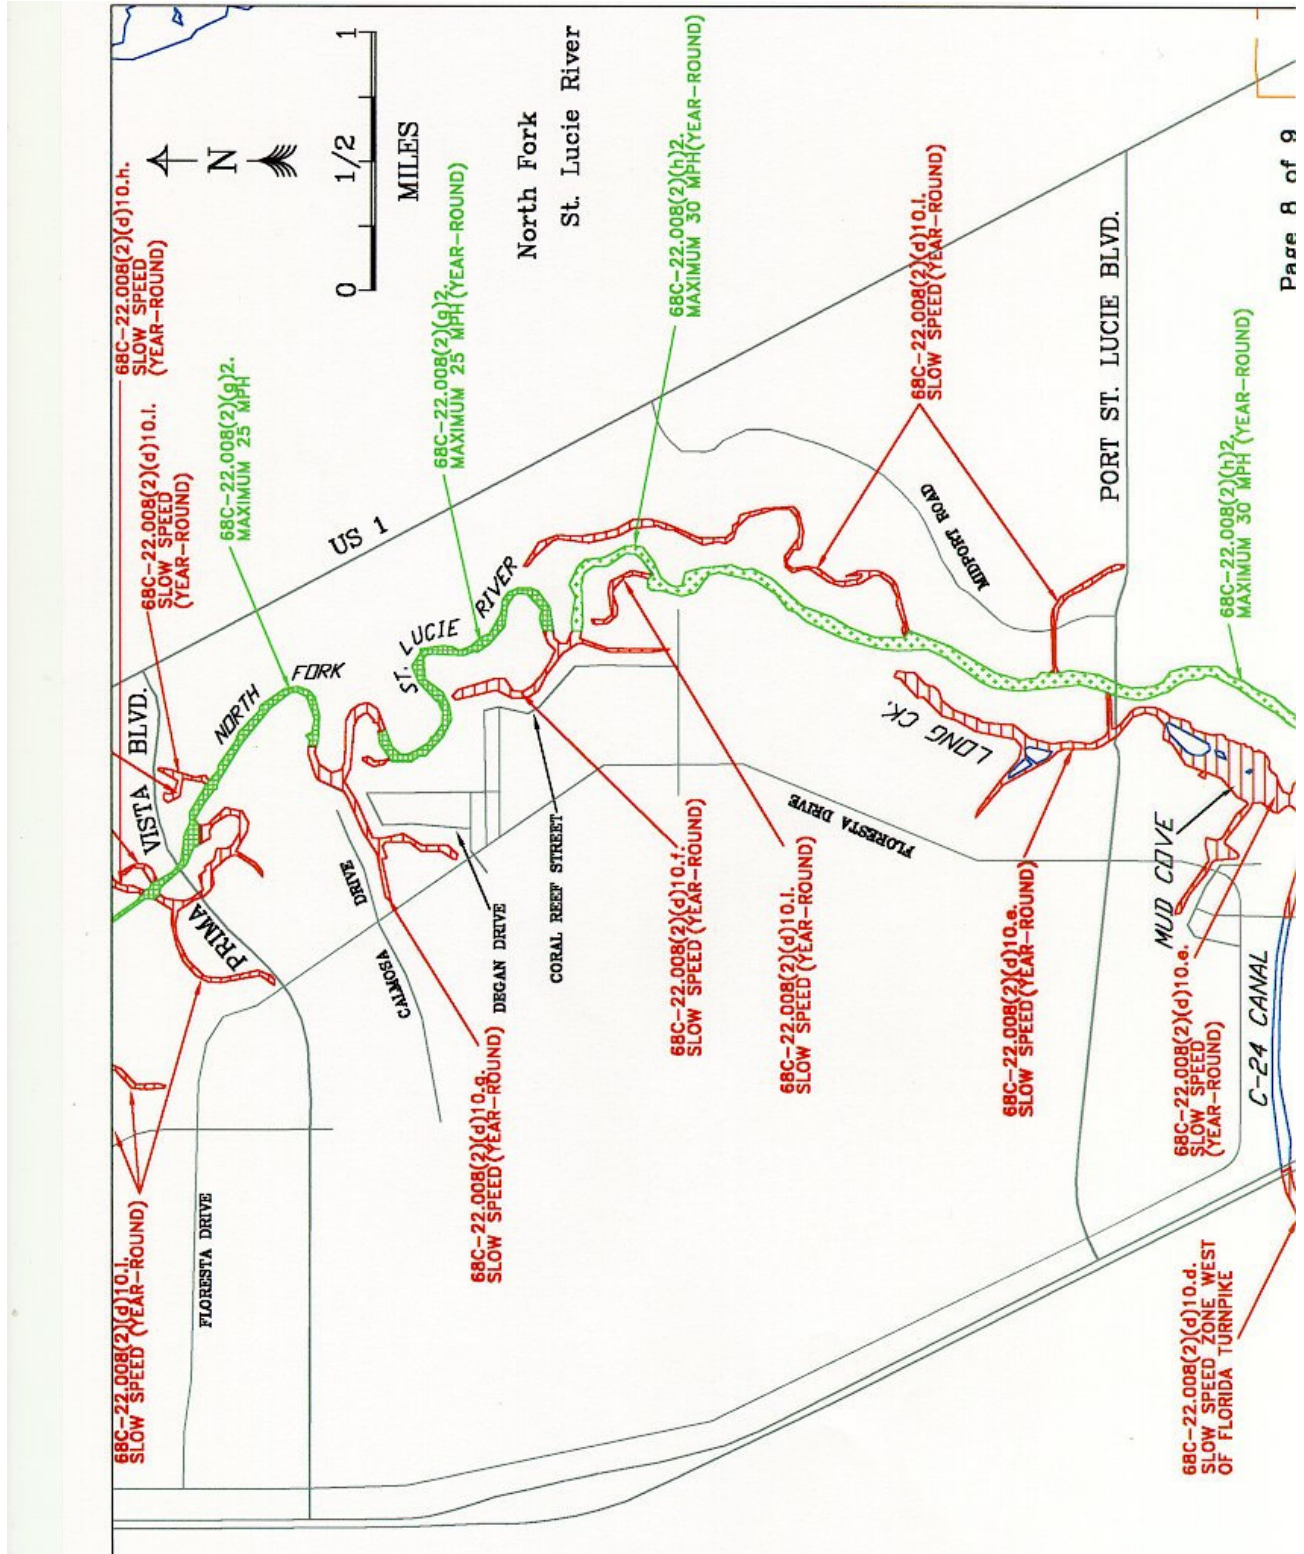 68C-22.008(2)(d)10.h.
SLOW SPEED
(YEAR-ROUND)
68C-22.008(2)(d)10.l.
SLOW SPEED
(YEAR-ROUND)
68C-22.008(2)(g)2.
MAXIMUM 25 MPH
N
0 1/2 1
MILES
North Fork
St. Lucie River
68C-22.008(2)(g)2.
MAXIMUM 25 MPH(YEAR-ROUND)
68C-22.008(2)(h)2.
MAXIMUM 30 MPH(YEAR-ROUND)
68C-22.008(2)(d)10.l.
SLOW SPEED(YEAR-ROUND)
US 1
VISTA BLVD.
PRIMA
NORTH FORK
ST. LUCIE RIVER
MIDPORT ROAD
PORT ST. LUCIE BLVD.
68C-22.008(2)(h)2.
MAXIMUM 30 MPH(YEAR-ROUND)
Page 8 of 9
LONG CK.
MUD COVE
CALMOSA DRIVE
DEGAN DRIVE
CORAL REEF STREET
FLORESTA DRIVE
68C-22.008(2)(d)10.l.
SLOW SPEED (YEAR-ROUND)
FLORESTA DRIVE
68C-22.008(2)(d)10.g.
SLOW SPEED(YEAR-ROUND)
68C-22.008(2)(d)10.f.
SLOW SPEED(YEAR-ROUND)
68C-22.008(2)(d)10.l.
SLOW SPEED(YEAR-ROUND)
68C-22.008(2)(d)10.e.
SLOW SPEED(YEAR-ROUND)
68C-22.008(2)(d)10.e.
SLOW SPEED
(YEAR-ROUND)
C-24 CANAL
68C-22.008(2)(d)10.d.
SLOW SPEED ZONE WEST
OF FLORIDA TURNPIKE